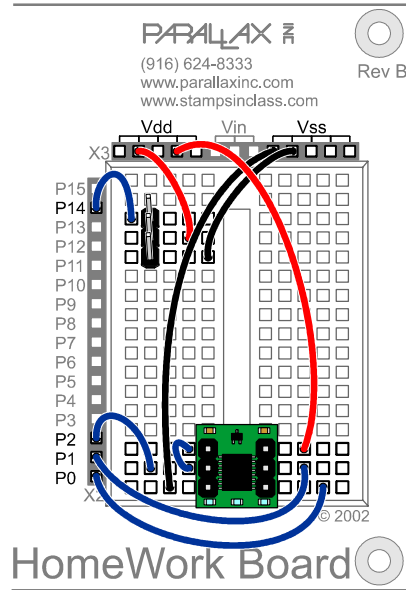 PARALLAX INC
(916) 624-8333
www.parallaxinc.com
www.stampsinclass.com
Rev B
Vdd Vin Vss
X3
P15
P14
P13
P12
P11
P10
P9
P8
P7
P6
P5
P4
P3
P2
P1
P0
X2
© 2002
HomeWork Board